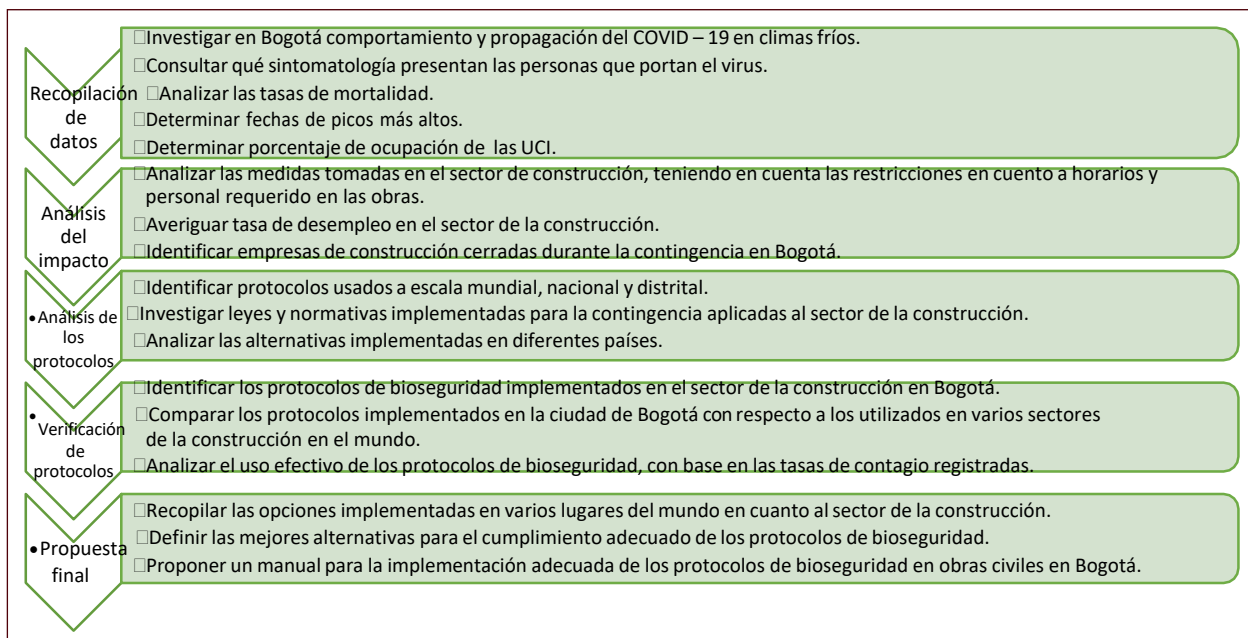 Recopilación
de
datos
□Investigar en Bogotá comportamiento y propagación del COVID – 19 en climas fríos.
□Consultar qué sintomatología presentan las personas que portan el virus.
□Analizar las tasas de mortalidad.
□Determinar fechas de picos más altos.
□Determinar porcentaje de ocupación de las UCI.
Análisis
del
impacto
□Analizar las medidas tomadas en el sector de construcción, teniendo en cuenta las restricciones en cuento a horarios y
personal requerido en las obras.
□Averiguar tasa de desempleo en el sector de la construcción.
□Identificar empresas de construcción cerradas durante la contingencia en Bogotá.
•Análisis de
los
protocolos
□Identificar protocolos usados a escala mundial, nacional y distrital.
□Investigar leyes y normativas implementadas para la contingencia aplicadas al sector de la construcción.
□Analizar las alternativas implementadas en diferentes países.
•
Verificación
de
protocolos
□Identificar los protocolos de bioseguridad implementados en el sector de la construcción en Bogotá.
□Comparar los protocolos implementados en la ciudad de Bogotá con respecto a los utilizados en varios sectores
de la construcción en el mundo.
□Analizar el uso efectivo de los protocolos de bioseguridad, con base en las tasas de contagio registradas.
•Propuesta
final
□Recopilar las opciones implementadas en varios lugares del mundo en cuanto al sector de la construcción.
□Definir las mejores alternativas para el cumplimiento adecuado de los protocolos de bioseguridad.
□Proponer un manual para la implementación adecuada de los protocolos de bioseguridad en obras civiles en Bogotá.